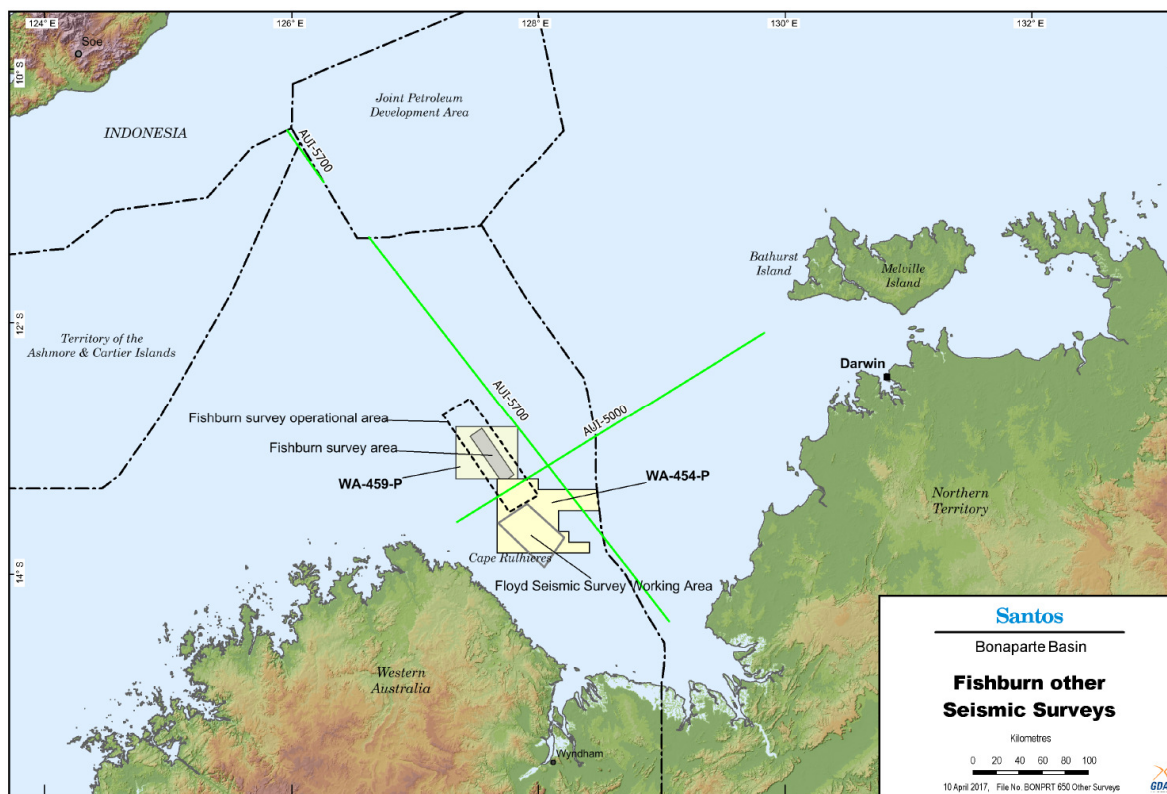 124° E
126° E
128° E
130° E
132° E
10° S
12° S
14° S
Soe
INDONESIA
Joint Petroleum
Development Area
AUI-5700
Bathurst
Island
Melville
Island
Territory of the
Ashmore & Cartier Islands
Darwin
AUI-5700
AUI-5000
Fishburn survey operational area
Fishburn survey area
WA-459-P
WA-454-P
Northern
Territory
Cape Rulhieres
Floyd Seismic Survey Working Area
Western
Australia
Wyndham
Santos
Bonaparte Basin
Fishburn other
Seismic Surveys
Kilometres
0 20 40 60 80 100
10 April 2017, File No. BONPRT 650 Other Surveys
GDA